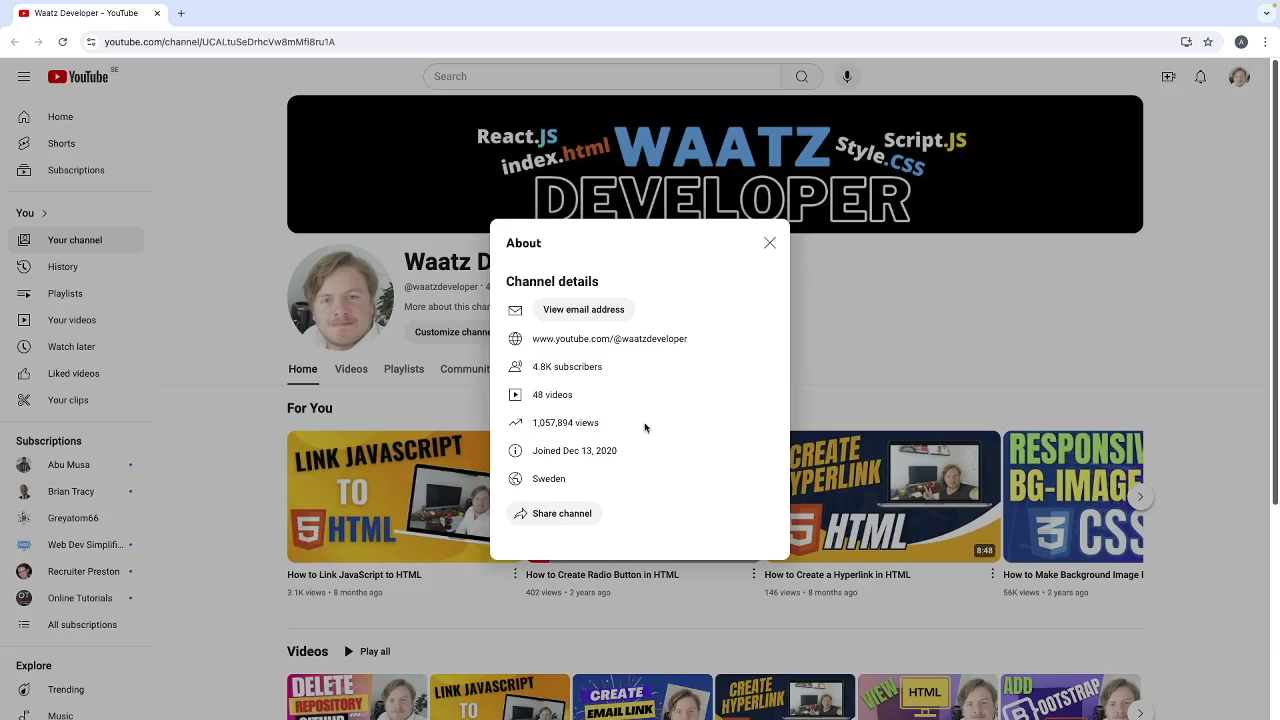 Waatz Developer - YouTube
youtube.com/channel/UCALtuSeDrhcVw8mMfi8ru1A
A
YouTube SE
Search
Home
Shorts
Subscriptions
You
Your channel
History
Playlists
Your videos
Watch later
Liked videos
Your clips
Subscriptions
Abu Musa
Brian Tracy
Greyatom66
Web Dev Simplifi...
Recruiter Preston
Online Tutorials
All subscriptions
Explore
Trending
Music
React.JS
index.html
WAATZ
Style.CSS
Script.JS
DEVELOPER
Waatz D
@waatzdeveloper · 4
More about this chan
Customize channe
Home Videos Playlists Communit
About
Channel details
View email address
www.youtube.com/@waatzdeveloper
4.8K subscribers
48 videos
1,057,894 views
Joined Dec 13, 2020
Sweden
Share channel
For You
LINK JAVASCRIPT
TO
5 HTML
How to Link JavaScript to HTML
3.1K views • 8 months ago
How to Create Radio Button in HTML
402 views • 2 years ago
CREATE
HYPERLINK
HTML
8:48
How to Create a Hyperlink in HTML
146 views • 8 months ago
RESPONSIV
BG-IMAGE
3 CSS
How to Make Background Image I
56K views • 2 years ago
Videos Play all
DELETE
REPOSITORY
LINK JAVASCRIPT
TO
CREATE
EMAIL LINK
CREATE
HYPERLINK
VIEW
HTML
ADD
BOOTSTRAP